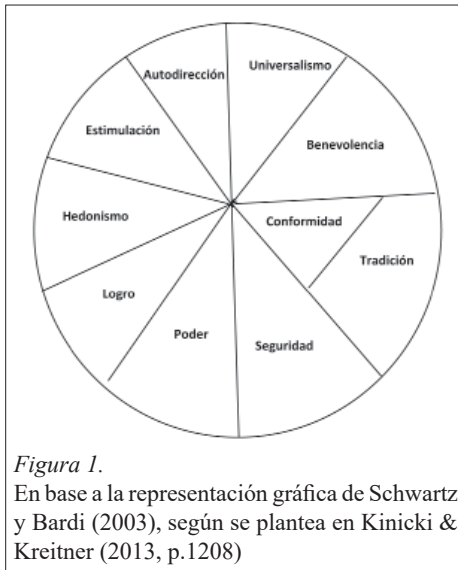 Autodirección
Universalismo
Estimulación
Benevolencia
Hedonismo
Conformidad
Tradición
Logro
Poder
Seguridad
Figura 1.
En base a la representación gráfica de Schwartz
y Bardi (2003), según se plantea en Kinicki &
Kreitner (2013, p.1208)